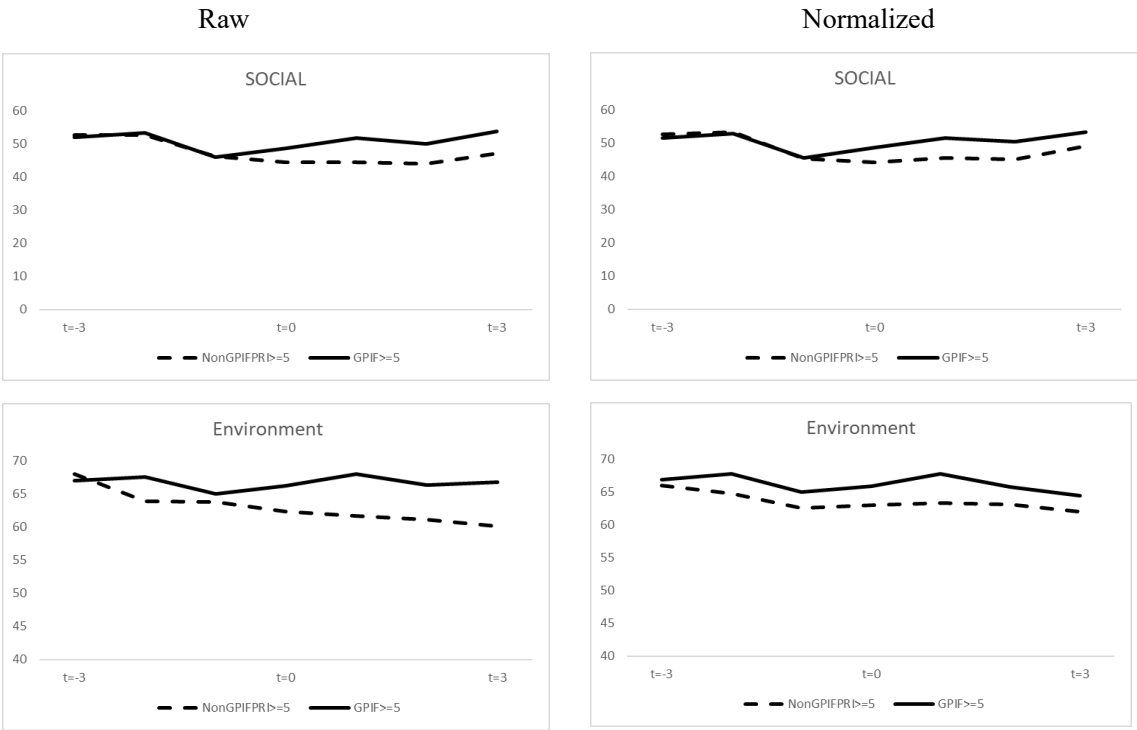 Raw
Normalized
SOCIAL
60
50
40
30
20
10
0
t=-3 t=0 t=3
NonGPIFPRI>=5 GPIF>=5
SOCIAL
60
50
40
30
20
10
0
t=-3 t=0 t=3
NonGPIFPRI>=5 GPIF>=5
Environment
70
65
60
55
50
45
40
t=-3 t=0 t=3
NonGPIFPRI>=5 GPIF>=5
Environment
70
65
60
55
50
45
40
t=-3 t=0 t=3
NonGPIFPRI>=5 GPIF>=5